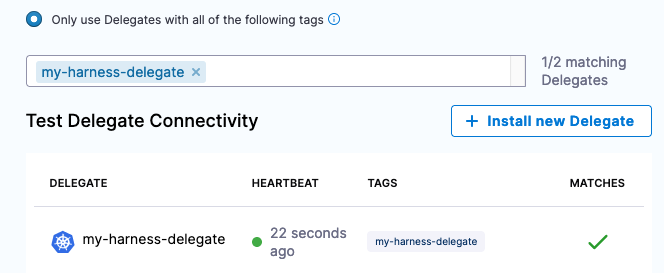 Only use Delegates with all of the following tags
my-harness-delegate ×
1/2 matching
Delegates
Test Delegate Connectivity
+ Install new Delegate
DELEGATE HEARTBEAT TAGS MATCHES
my-harness-delegate 22 seconds ago my-harness-delegate